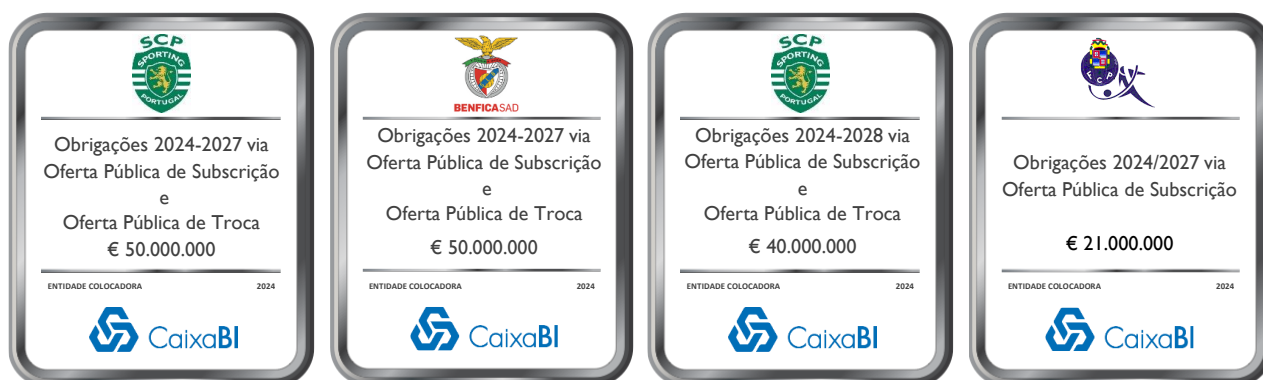 SCP
SPORTING
PORTUGAL
Obrigações 2024-2027 via
Oferta Pública de Subscrição
e
Oferta Pública de Troca
€ 50.000.000
ENTIDADE COLOCADORA 2024
CaixaBI
BENFICASAD
Obrigações 2024-2027 via
Oferta Pública de Subscrição
e
Oferta Pública de Troca
€ 50.000.000
ENTIDADE COLOCADORA 2024
CaixaBI
SCP
SPORTING
PORTUGAL
Obrigações 2024-2028 via
Oferta Pública de Subscrição
e
Oferta Pública de Troca
€ 40.000.000
ENTIDADE COLOCADORA 2024
CaixaBI
FCP
Obrigações 2024/2027 via
Oferta Pública de Subscrição
€ 21.000.000
ENTIDADE COLOCADORA 2024
CaixaBI